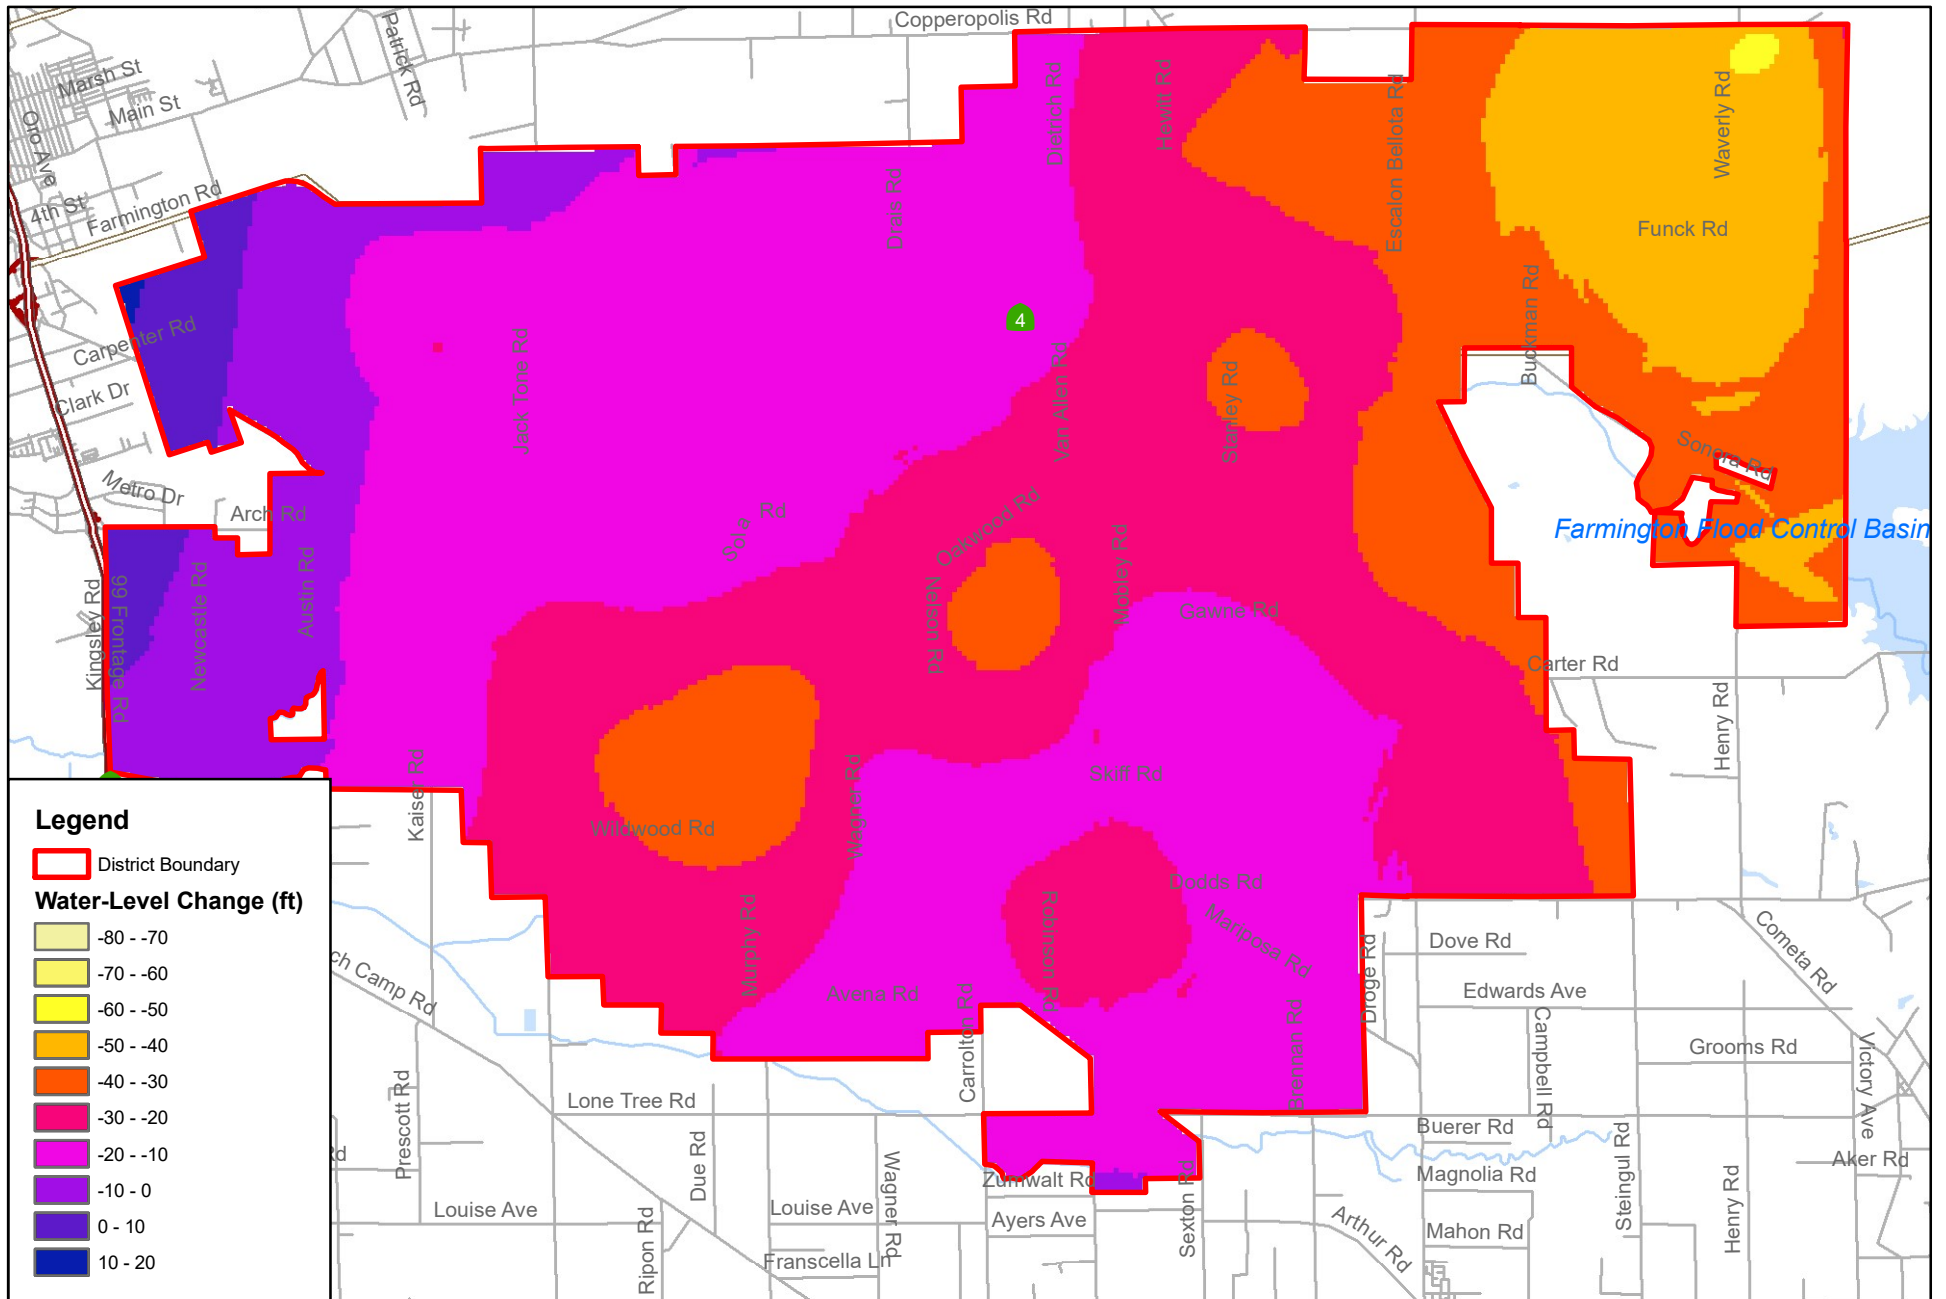 Copperopolis Rd
Patrick Rd
Marsh St
Main St
Oro Ave
4th St
Farmington Rd
Dietrich Rd
Hewitt Rd
Escalon Bellota Rd
Waverly Rd
Drais Rd
Funck Rd
Carpenter Rd
Clark Dr
Jack Tone Rd
4
Van Allen Rd
Stanley Rd
Buckman Rd
Sonora Rd
Metro Dr
Arch Rd
Sola Rd
Oakwood Rd
Farmington Flood Control Basin
Kingsley Rd
99 Frontage Rd
Newcastle Rd
Austin Rd
Nelson Rd
Mobley Rd
Gawne Rd
Carter Rd
Henry Rd
Kaiser Rd
Wildwood Rd
Wagner Rd
Skiff Rd
Dodds Rd
Mariposa Rd
Murphy Rd
Robinson Rd
Avena Rd
Carrolton Rd
Brennan Rd
Droge Rd
Dove Rd
Edwards Ave
Cometa Rd
Campbell Rd
Grooms Rd
Victory Ave
ch Camp Rd
Prescott Rd
Lone Tree Rd
Due Rd
Buerer Rd
Magnolia Rd
Aker Rd
Rd
Zumwalt Rd
Louise Ave
Louise Ave
Wagner Rd
Ayers Ave
Sexton Rd
Arthur Rd
Mahon Rd
Steingul Rd
Henry Rd
Ripon Rd
Franscella Ln
Legend
District Boundary
Water-Level Change (ft)
-80 - -70
-70 - -60
-60 - -50
-50 - -40
-40 - -30
-30 - -20
-20 - -10
-10 - 0
0 - 10
10 - 20